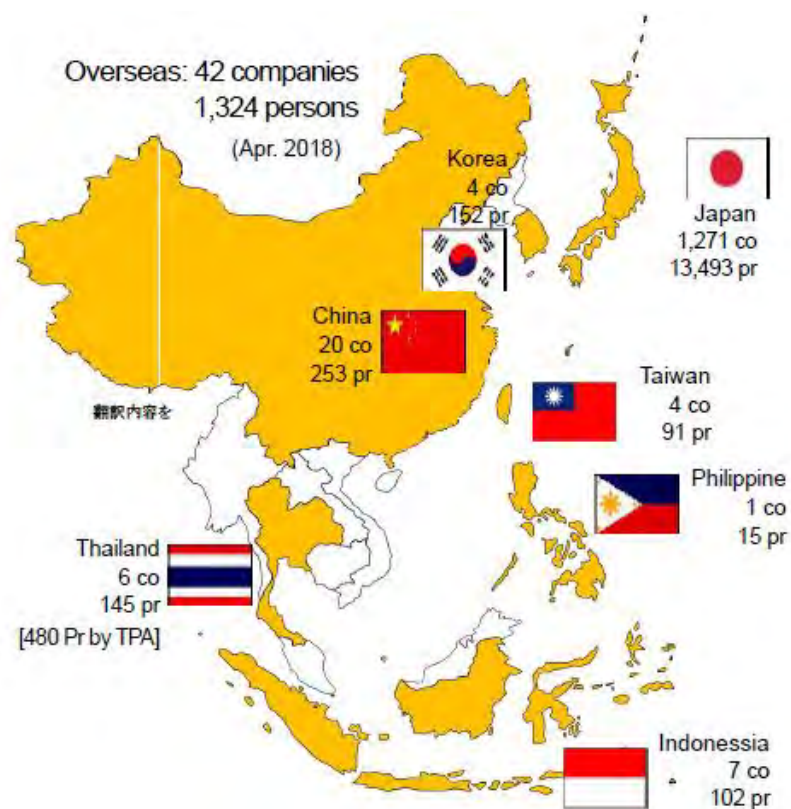 Overseas: 42 companies
1,324 persons
(Apr. 2018)
Korea
4 co
152 pr
Japan
1,271 co
13,493 pr
China
20 co
253 pr
Taiwan
4 co
91 pr
翻訳内容を
Philippine
1 co
15 pr
Thailand
6 co
145 pr
[480 Pr by TPA]
Indonessia
7 co
102 pr